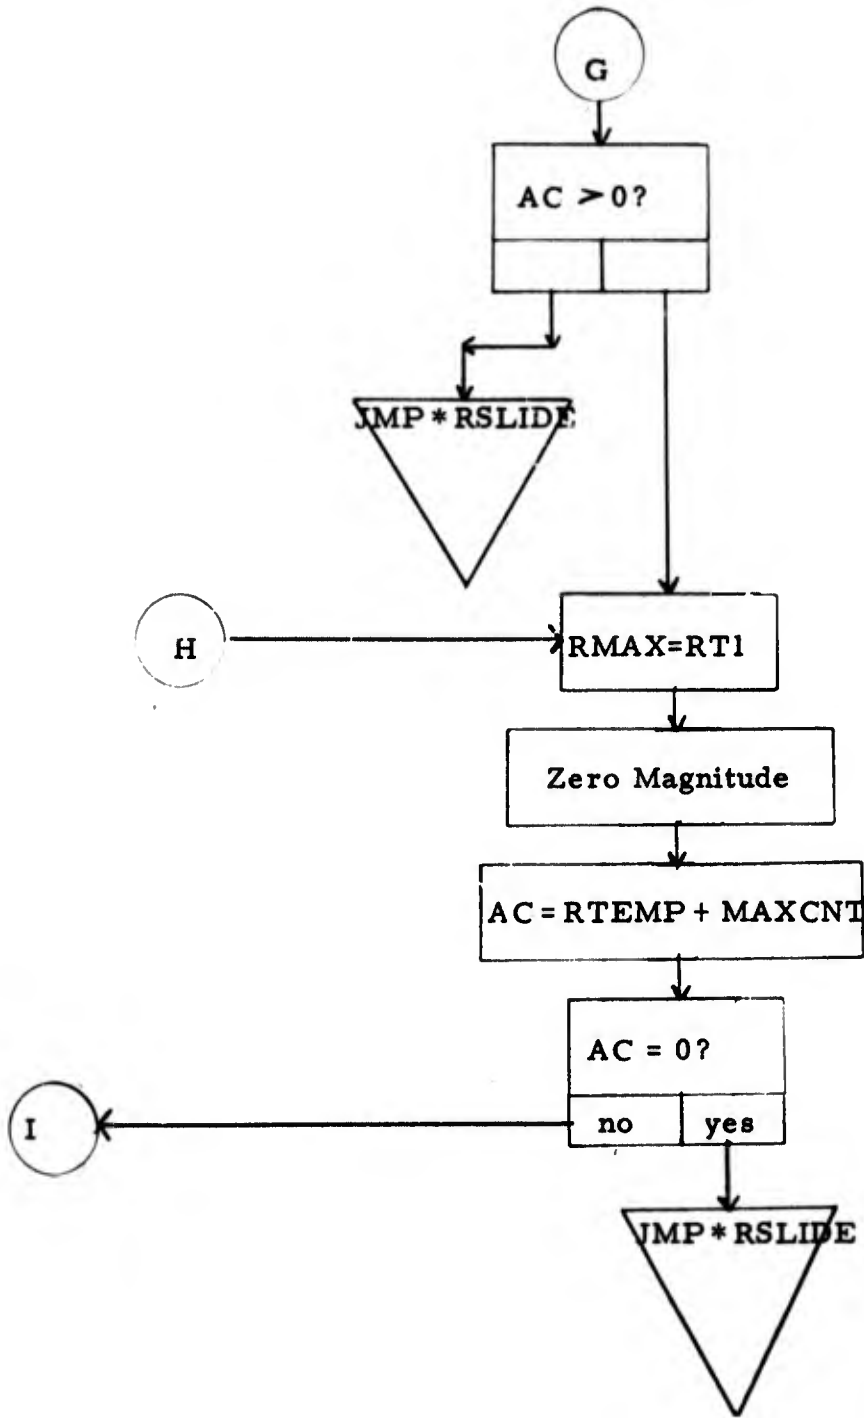 G
AC > 0?
JMP * RSLIDE
H
RMAX=RT1
Zero Magnitude
AC = RTEMP + MAXCNT
AC = 0?
no yes
I
JMP * RSLIDE